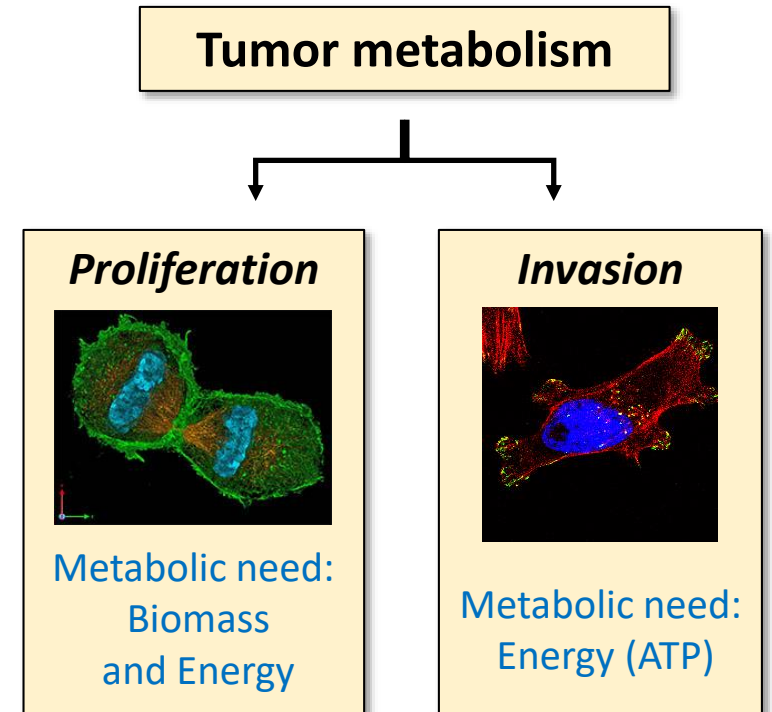 Tumor metabolism
Proliferation
Metabolic need:
Biomass
and Energy
Invasion
Metabolic need:
Energy (ATP)